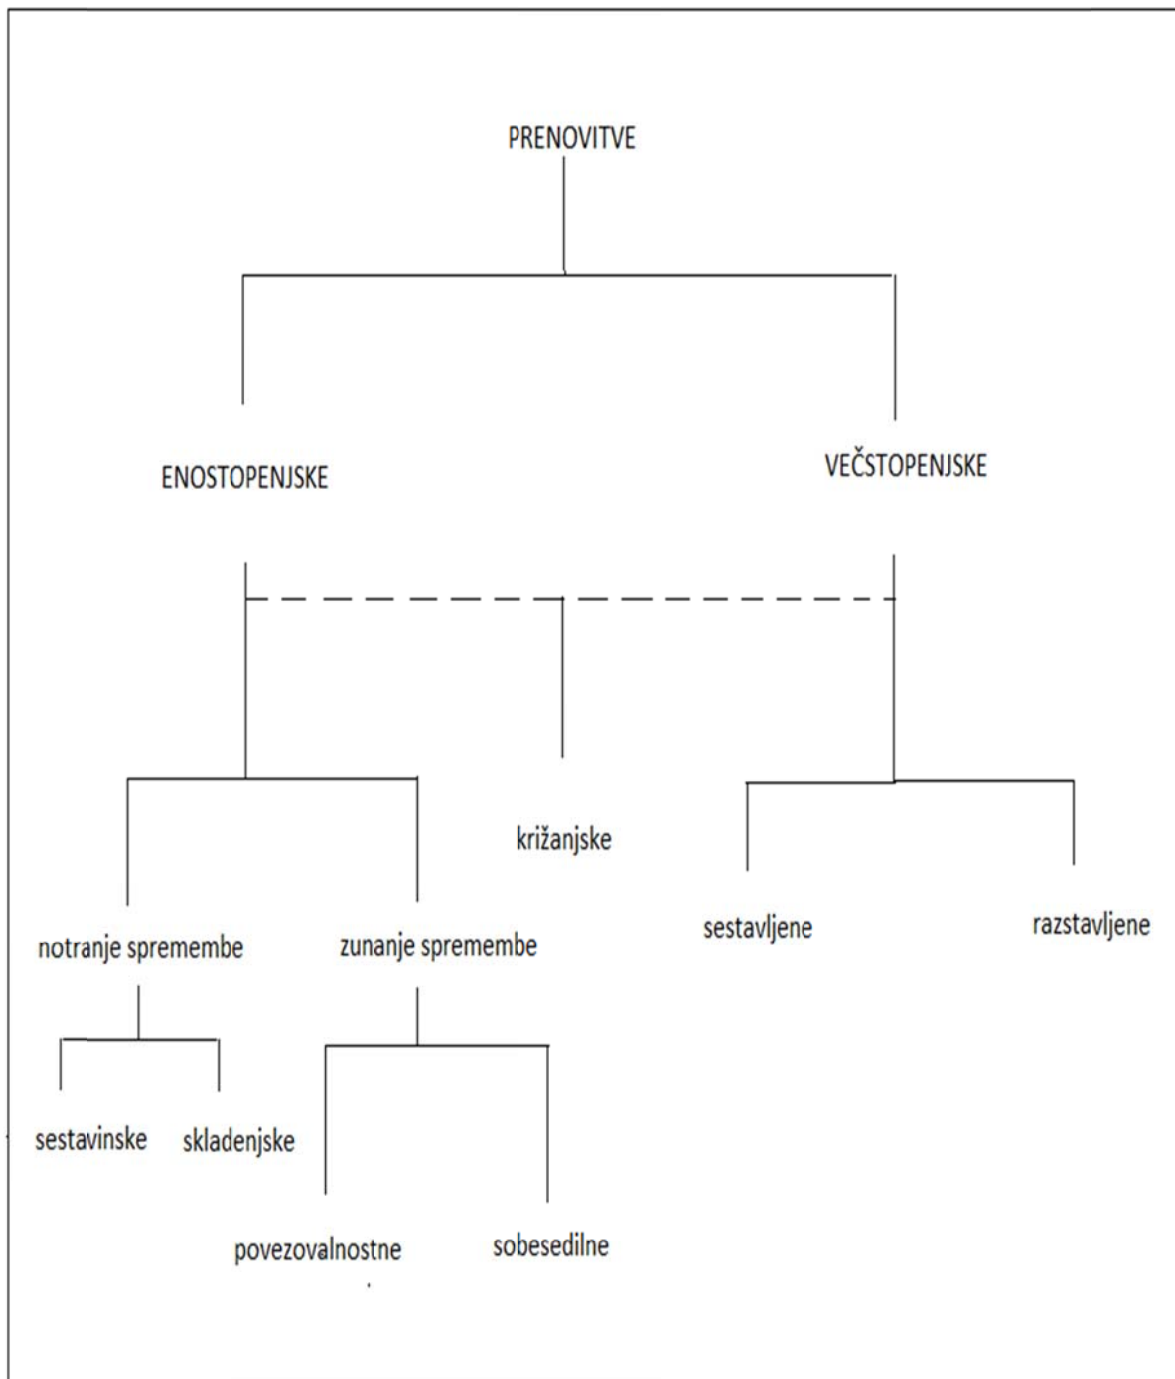 PRENOVITVE
ENOSTOPENJSKE
VEČSTOPENJSKE
križanjske
sestavljene
razstavljene
notranje spremembe
zunanje spremembe
sestavinske
skladenjske
povezovalnostne
sobesedilne